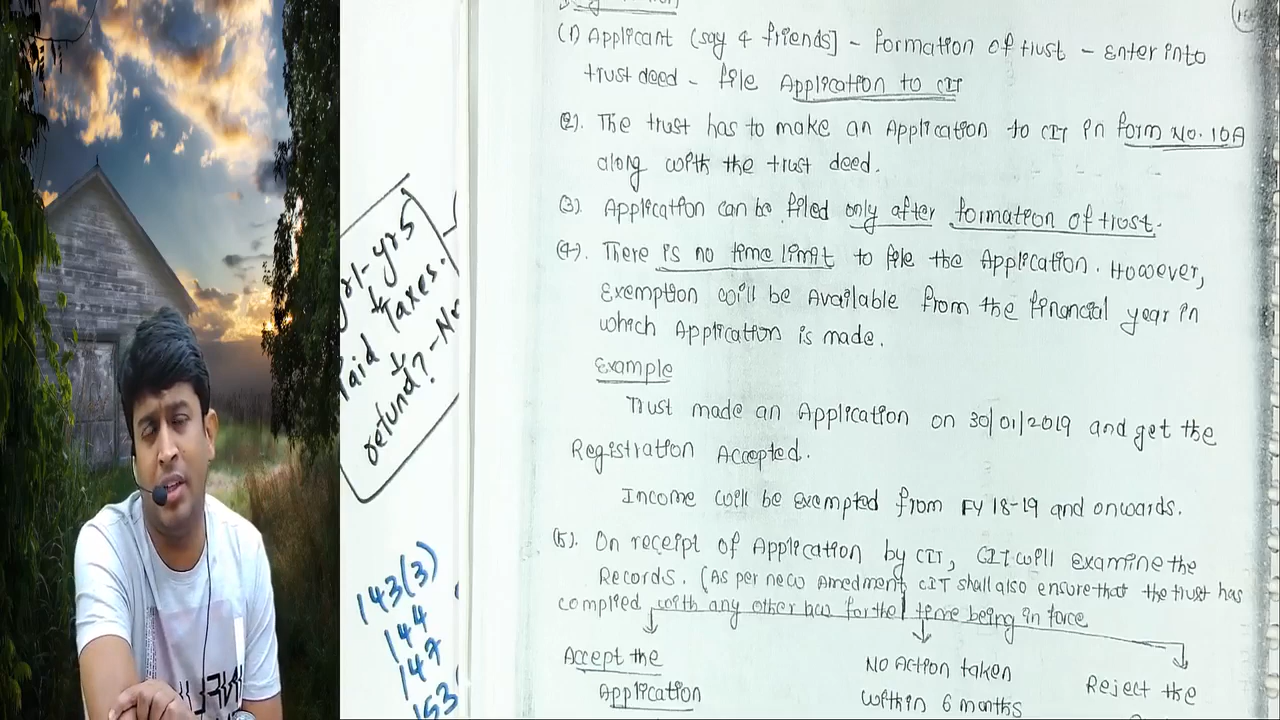 (1) Applicant (say 4 friends] - formation of trust - Enter into
trust deed - file Application to CIT
(2). The trust has to make an Application to CIT in form No. 10A
along with the trust deed.
(3). Application can be filed only after formation of trust.
(4). There is no time limit to file the Application. However,
Exemption will be Available from the financial year in
which Application is made.
Example
Trust made an Application on 30/01/2019 and get the
Registration Accepted.
Income will be exempted from FY 18-19 and onwards.
(5). On receipt of Application by CIT, CIT will examine the
Records. (As per new Amedment CIT shall also ensure that the trust has
complied with any other law for the time being in force
Accept the
Application
No Action taken
within 6 months
Reject the
yrs
Paid taxes.
refund?
143(3)
144
147
153